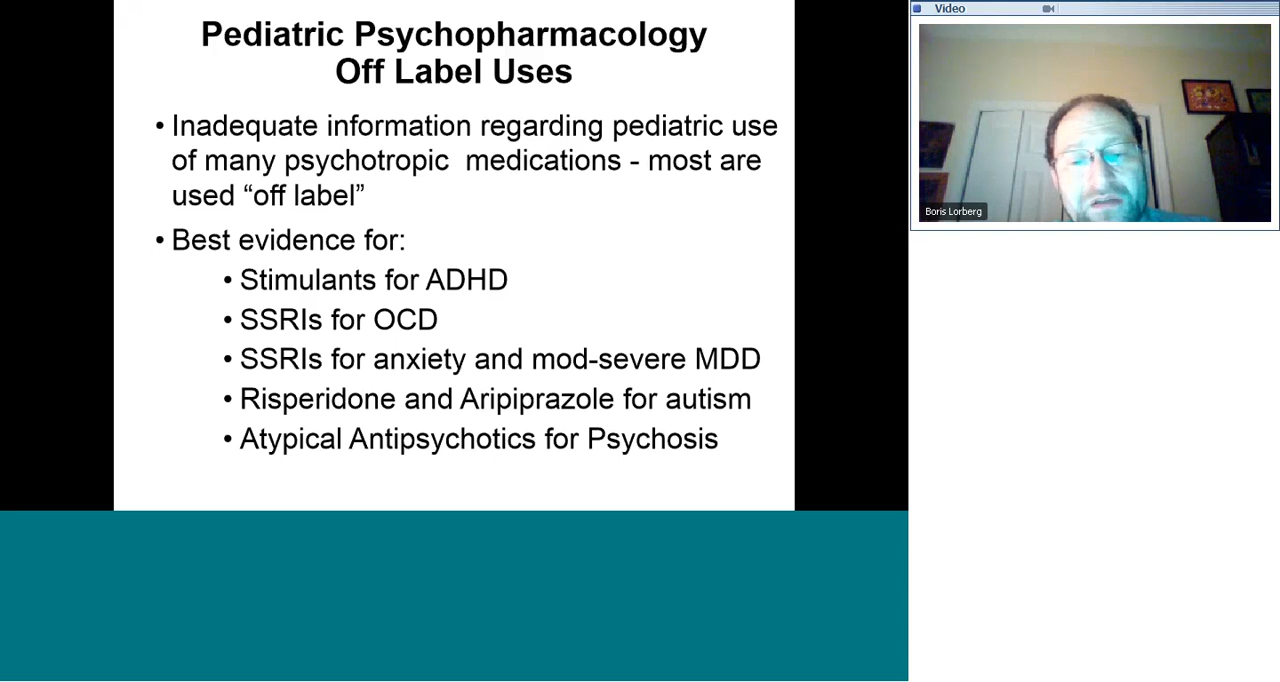 Pediatric Psychopharmacology
Off Label Uses
• Inadequate information regarding pediatric use
of many psychotropic  medications - most are
used “off label”
• Best evidence for:
• Stimulants for ADHD
• SSRIs for OCD
• SSRIs for anxiety and mod-severe MDD
• Risperidone and Aripiprazole for autism
• Atypical Antipsychotics for Psychosis
Video
Boris Lorberg